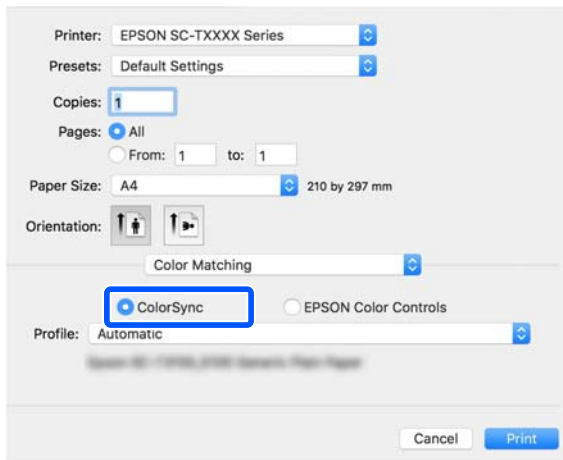 Printer: EPSON SC-TXXXX Series
Presets: Default Settings
Copies: 1
Pages: All
From: 1 to: 1
Paper Size: A4 210 by 297 mm
Orientation:
Color Matching
ColorSync EPSON Color Controls
Profile: Automatic
Cancel Print